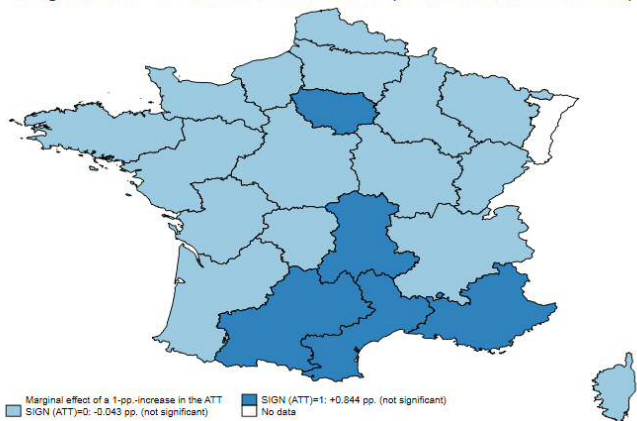 Marginal effect of a 1-pp.-increase in the ATT
SIGN (ATT)=0: -0.043 pp. (not significant)
SIGN (ATT)=1: +0.844 pp. (not significant)
No data